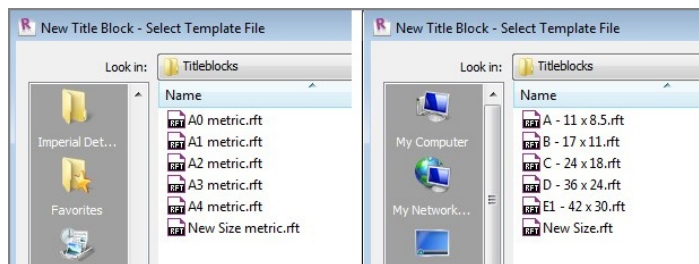 New Title Block - Select Template File
Look in:
Titleblocks
Name
Imperial Det...
Favorites
A0 metric.rft
A1 metric.rft
A2 metric.rft
A3 metric.rft
A4 metric.rft
New Size metric.rft
New Title Block - Select Template File
Look in:
Titleblocks
Name
My Computer
My Network...
A - 11 x 8.5.rft
B - 17 x 11.rft
C - 24 x 18.rft
D - 36 x 24.rft
E1 - 42 x 30.rft
New Size.rft